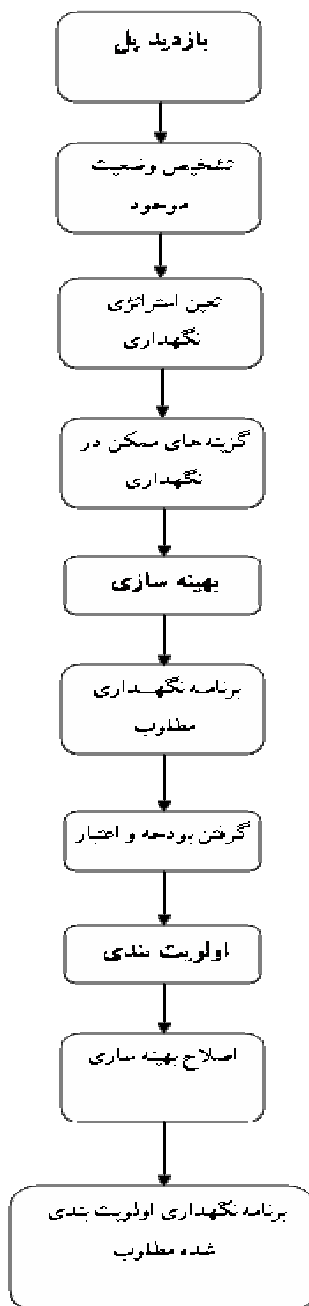 بازدید پل
تشخیص وضعیت
موجود
تعین استراتژی
نگهداری
گزینه های ممکن در
نگهداری
بهینه سازی
برنامه نگهـــداری
مطلوب
گرفتن بودجه و اعتبار
اولویت بندی
اصلاح بهینه سازی
برنامه نگهداری اولویت بندی
شده مطلوب